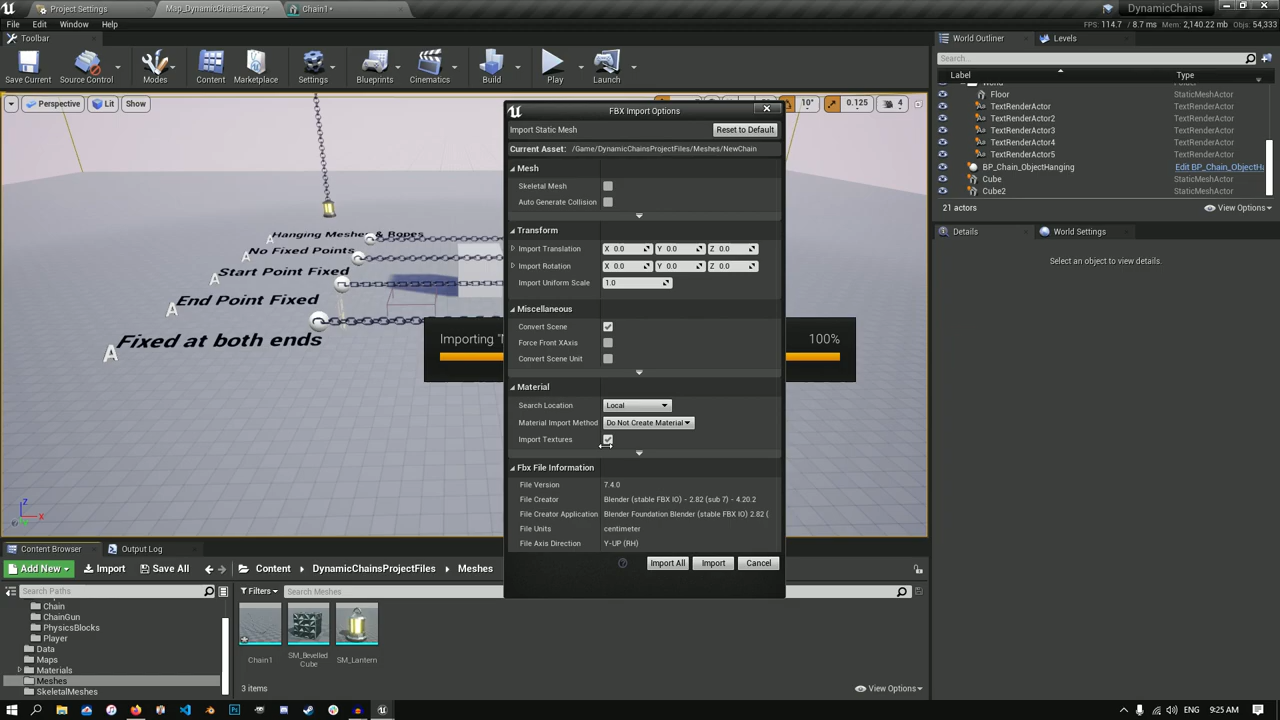 Project Settings
Map_DynamicChainsExamp*
Chain1*
DynamicChains
File Edit Window Help
FPS: 114.7 / 8.7 ms Mem: 2,140.22 mb Objs: 54,333
Toolbar
World Outliner
Levels
Save Current
Source Control
Modes
Content
Marketplace
Settings
Blueprints
Cinematics
Build
Play
Launch
Search...
Label
Type
World
Folder
Floor StaticMeshActor
TextRenderActor TextRenderActor
TextRenderActor2 TextRenderActor
TextRenderActor3 TextRenderActor
TextRenderActor4 TextRenderActor
TextRenderActor5 TextRenderActor
BP_Chain_ObjectHanging Edit BP_Chain_ObjectHa
Cube StaticMeshActor
Cube2 StaticMeshActor
21 actors
View Options
Details
World Settings
Select an object to view details.
Perspective
Lit
Show
10°
0.125
4
Hanging Meshes & Ropes
No Fixed Points
Start Point Fixed
End Point Fixed
Fixed at both ends
A
A
A
A
A
Z
X
Importing "N
100%
FBX Import Options
Import Static Mesh
Reset to Default
Current Asset: /Game/DynamicChainsProjectFiles/Meshes/NewChain
Mesh
Skeletal Mesh
Auto Generate Collision
Transform
Import Translation X 0.0 Y 0.0 Z 0.0
Import Rotation X 0.0 Y 0.0 Z 0.0
Import Uniform Scale 1.0
Miscellaneous
Convert Scene
Force Front XAxis
Convert Scene Unit
Material
Search Location Local
Material Import Method Do Not Create Material
Import Textures
Fbx File Information
File Version 7.4.0
File Creator Blender (stable FBX IO) - 2.82 (sub 7) - 4.20.2
File Creator Application Blender Foundation Blender (stable FBX IO) 2.82 (
File Units centimeter
File Axis Direction Y-UP (RH)
Import All
Import
Cancel
Content Browser
Output Log
Add New
Import
Save All
Content
DynamicChainsProjectFiles
Meshes
Search Paths
Filters
Search Meshes
Chain
ChainGun
PhysicsBlocks
Player
Data
Maps
Materials
Meshes
SkeletalMeshes
Chain1
SM_Bevelled
Cube
SM_Lantern
3 items
View Options
ENG
9:25 AM